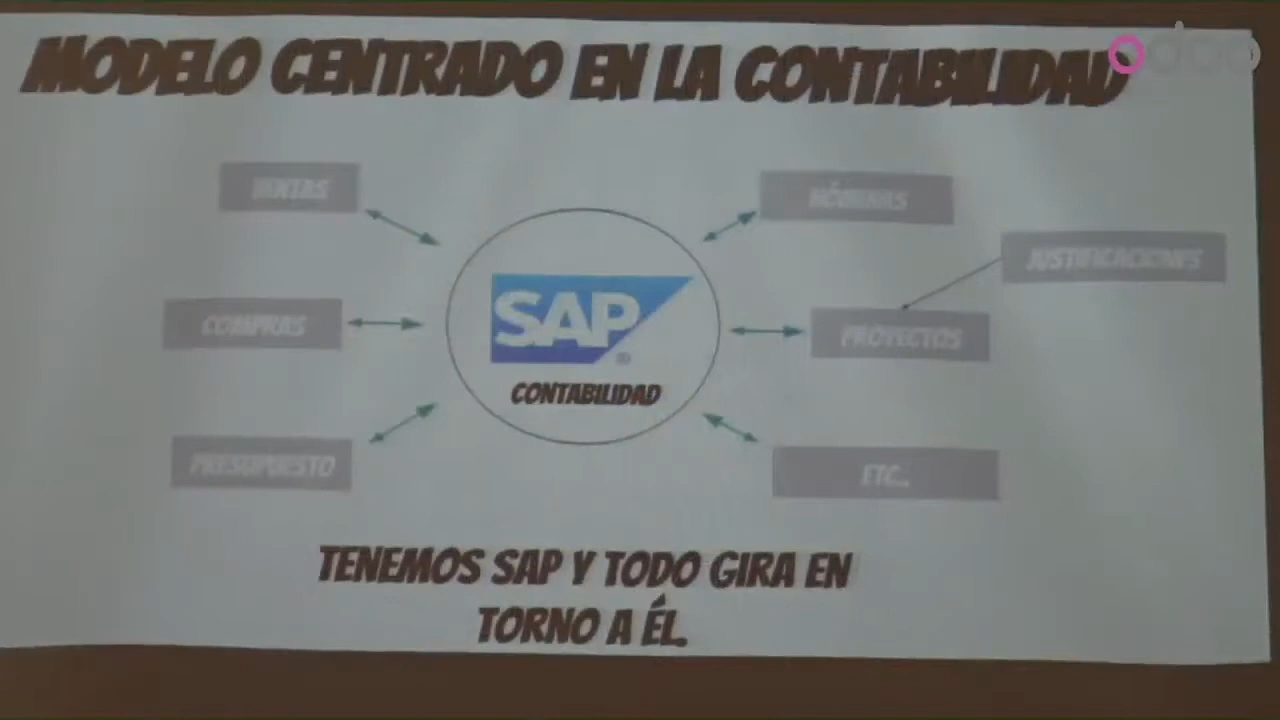 MODELO CENTRADO EN LA CONTABILIDAD
odoo
VENTAS
NÓMINAS
JUSTIFICACIONES
COMPRAS
SAP
®
PROYECTOS
CONTABILIDAD
PRESUPUESTO
ETC..
TENEMOS SAP Y TODO GIRA EN
TORNO A ÉL.